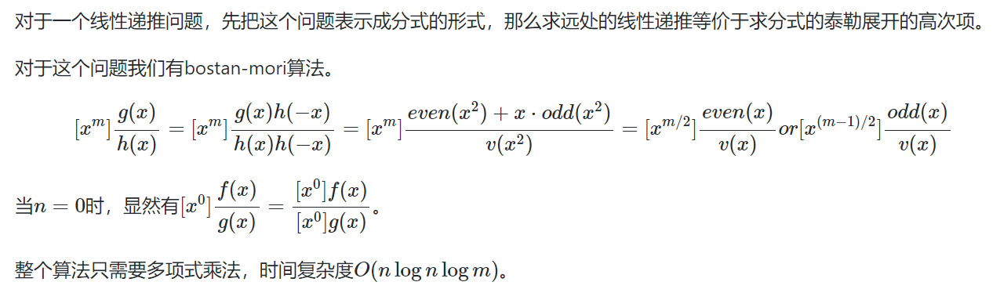 对于一个线性递推问题，先把这个问题表示成分式的形式，那么求远处的线性递推等价于求分式的泰勒展开的高次项。
对于这个问题我们有bostan-mori算法。
$[x^m]\frac{g(x)}{h(x)} = [x^m]\frac{g(x)h(-x)}{h(x)h(-x)} = [x^m]\frac{even(x^2) + x \cdot odd(x^2)}{v(x^2)} = [x^{m/2}]\frac{even(x)}{v(x)} or [x^{(m-1)/2}]\frac{odd(x)}{v(x)}$
当$n = 0$时，显然有$[x^0]\frac{f(x)}{g(x)} = \frac{[x^0]f(x)}{[x^0]g(x)}$。
整个算法只需要多项式乘法，时间复杂度$O(n \log n \log m)$。